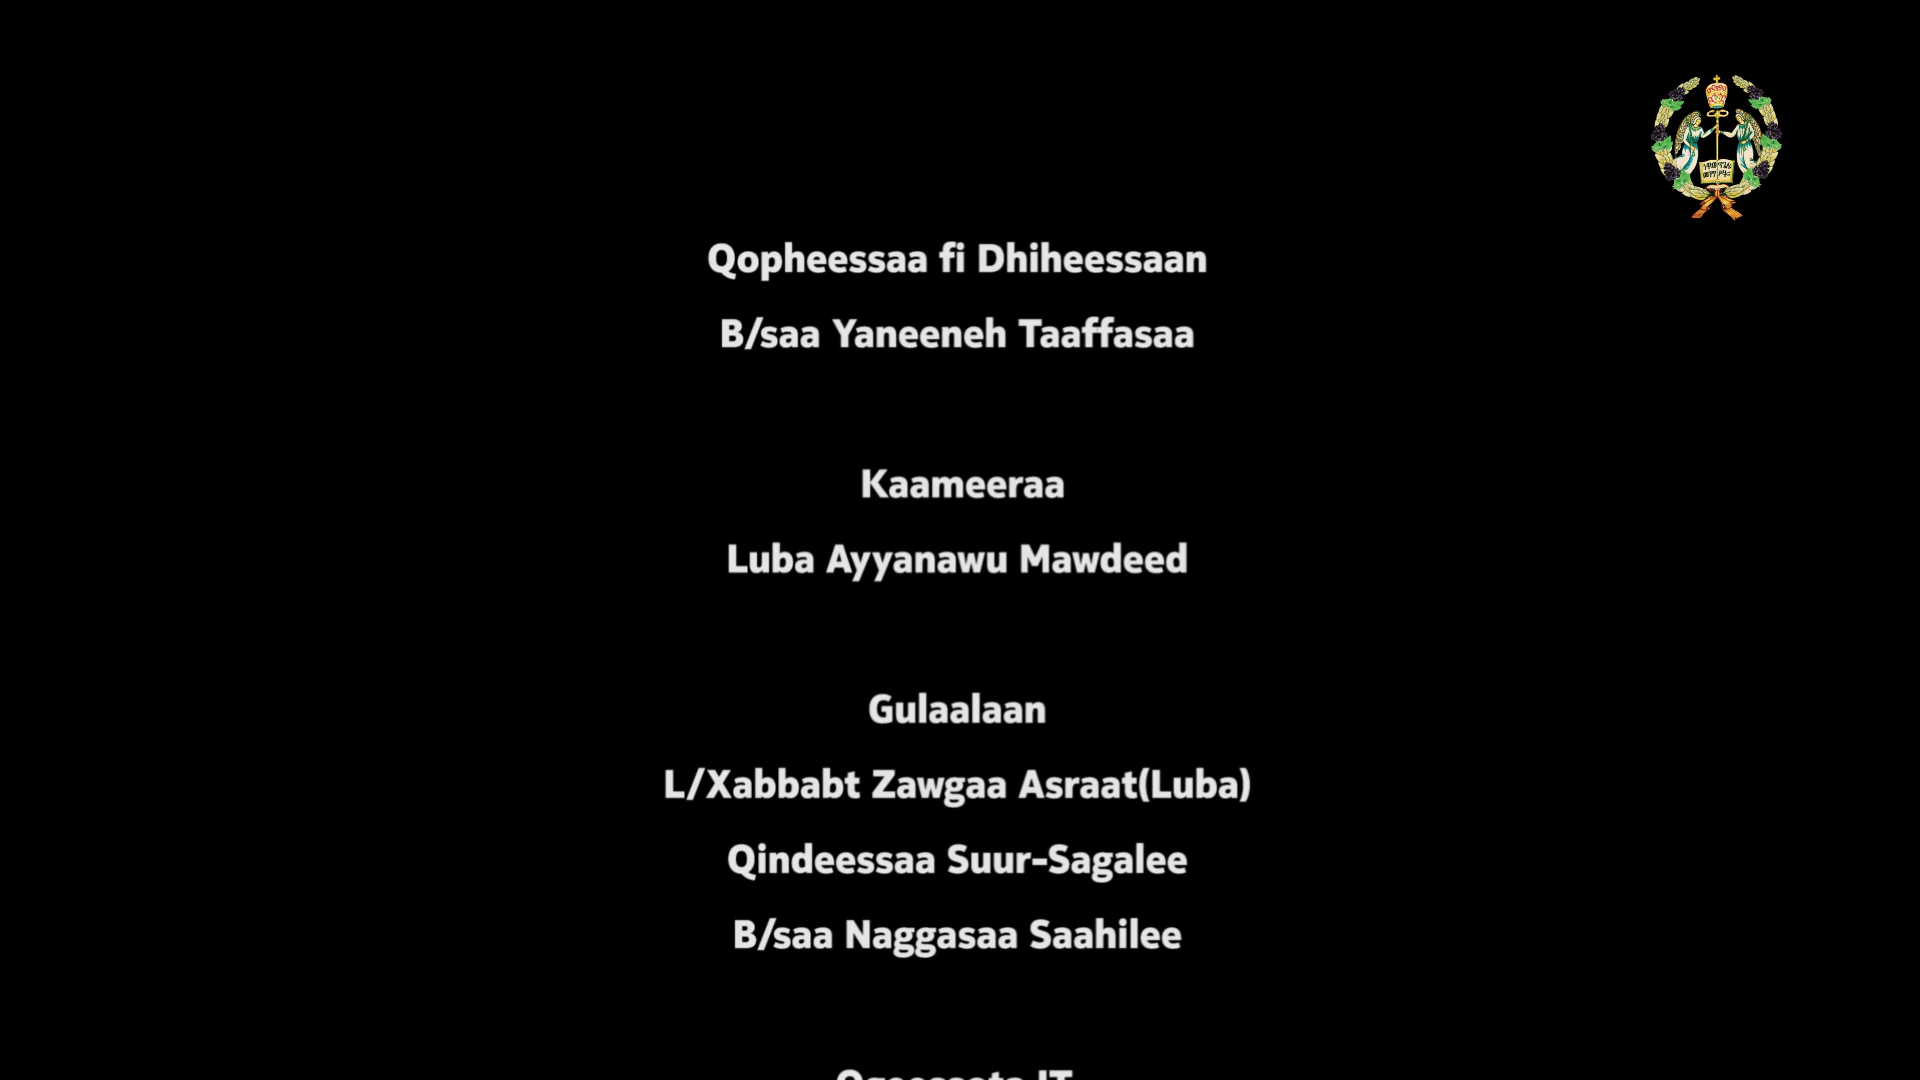 Qopheessaa fi Dhiheessaan
B/saa Yaneeneh Taaffasaa
Kaameeraa
Luba Ayyanawu Mawdeed
Gulaalaan
L/Xabbabt Zawgaa Asraat(Luba)
Qindeessaa Suur-Sagalee
B/saa Naggasaa Saahilee
IT